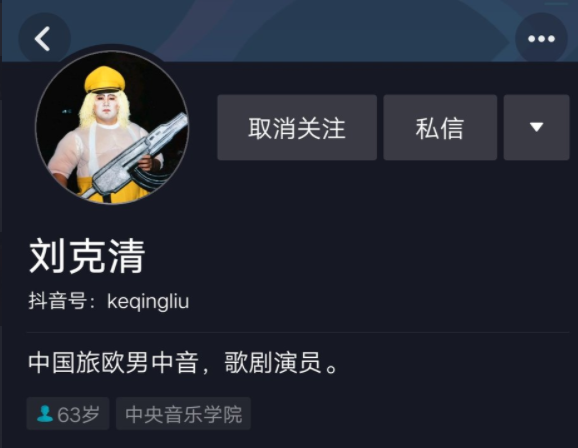 取消关注 私信
刘克清
抖音号：keqingliu
中国旅欧男中音，歌剧演员。
63岁 中央音乐学院